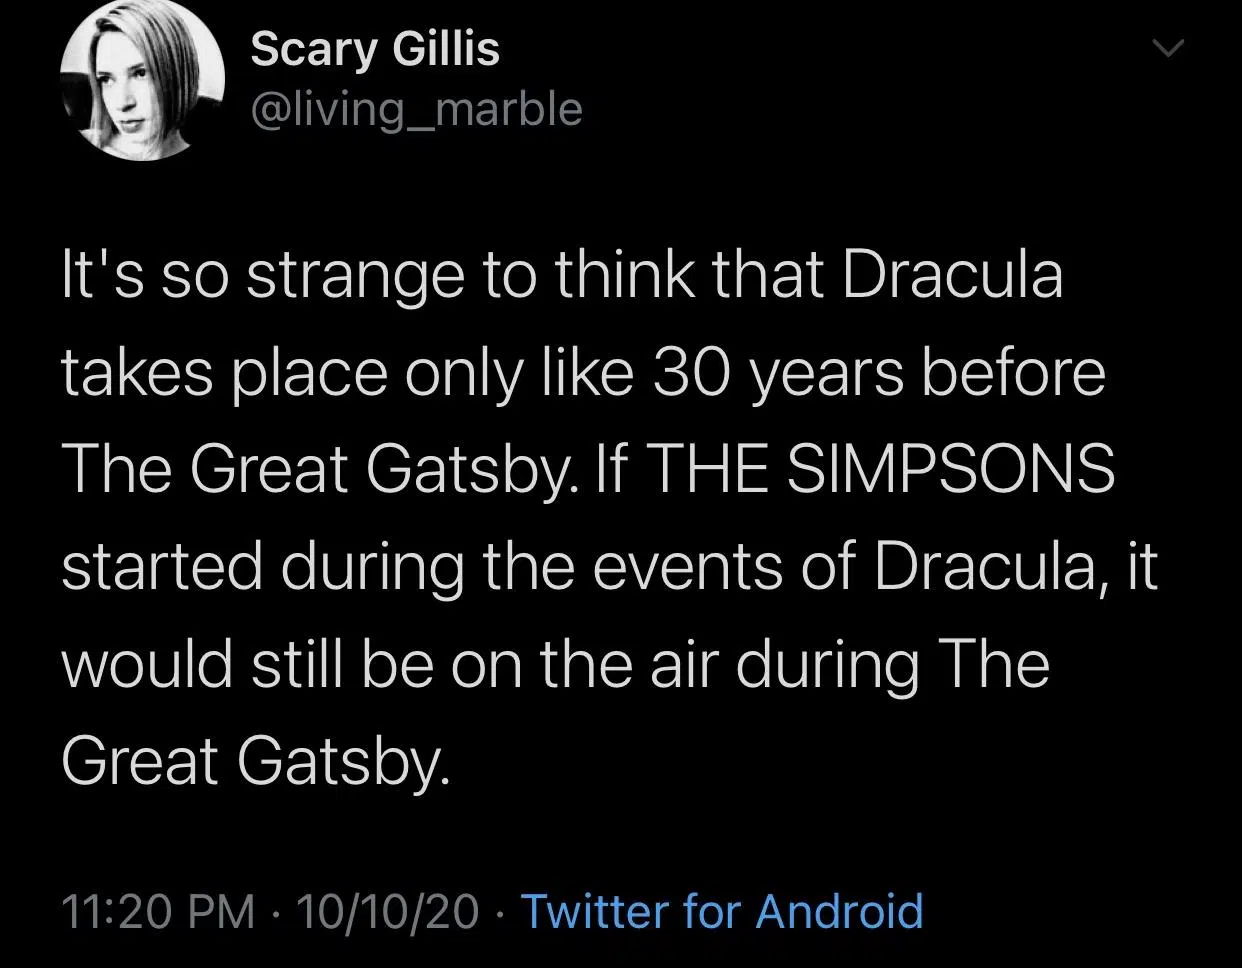 Scary Gillis
@living_marble
It's so strange to think that Dracula
takes place only like 30 years before
The Great Gatsby. If THE SIMPSONS
started during the events of Dracula, it
would still be on the air during The
Great Gatsby.
11:20 PM · 10/10/20 · Twitter for Android